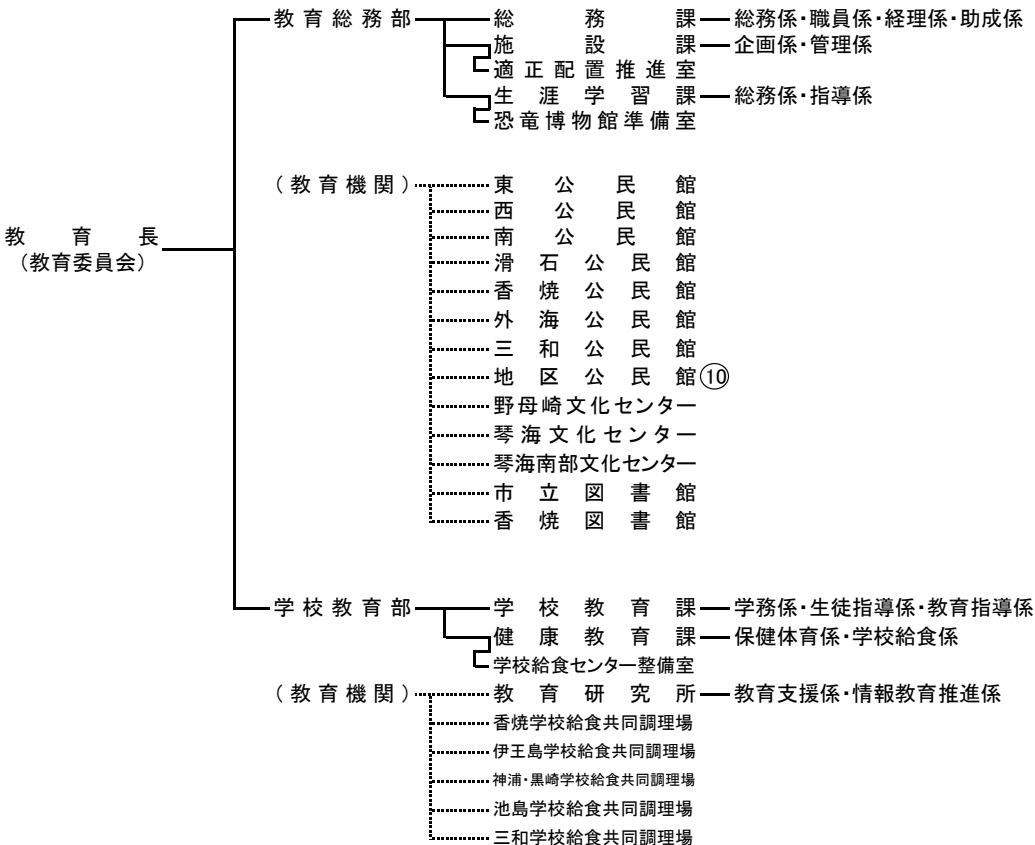 教育総務部 総務課 総務係・職員係・経理係・助成係
施設課 企画係・管理係
適正配置推進室
生涯学習課 総務係・指導係
恐竜博物館準備室
（教育機関） 東公民館
西公民館
南公民館
教育長
（教育委員会） 滑石公民館
香焼公民館
外海公民館
三和公民館
地区公民館⑩
野母崎文化センター
琴海文化センター
琴海南部文化センター
市立図書館
香焼図書館
学校教育部 学校教育課 学務係・生徒指導係・教育指導係
健康教育課 保健体育係・学校給食係
学校給食センター整備室
（教育機関） 教育研究所 教育支援係・情報教育推進係
香焼学校給食共同調理場
伊王島学校給食共同調理場
神浦・黒崎学校給食共同調理場
池島学校給食共同調理場
三和学校給食共同調理場